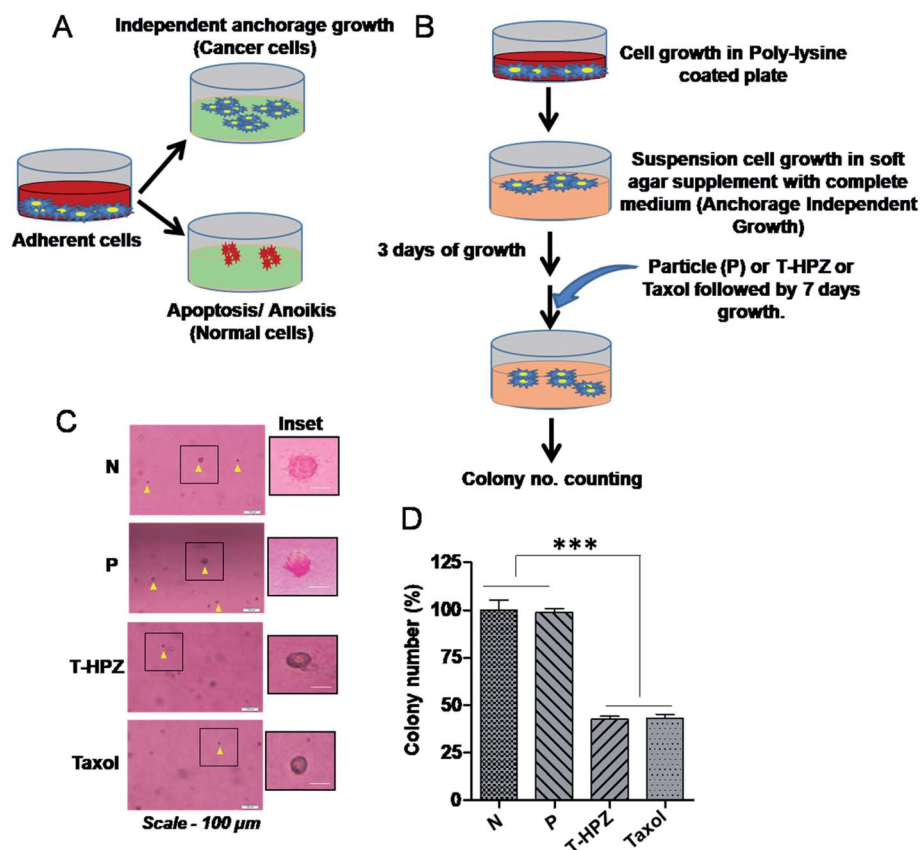 A
Independent anchorage growth
(Cancer cells)
Adherent cells
Apoptosis/ Anoikis
(Normal cells)
B
Cell growth in Poly-lysine
coated plate
Suspension cell growth in soft
agar supplement with complete
medium (Anchorage Independent
Growth)
3 days of growth
Particle (P) or T-HPZ or
Taxol followed by 7 days
growth.
Colony no. counting
C
Inset
N
P
T-HPZ
Taxol
Scale - 100 µm
D
***
Colony number (%)
125
100
75
50
25
0
N
P
T-HPZ
Taxol